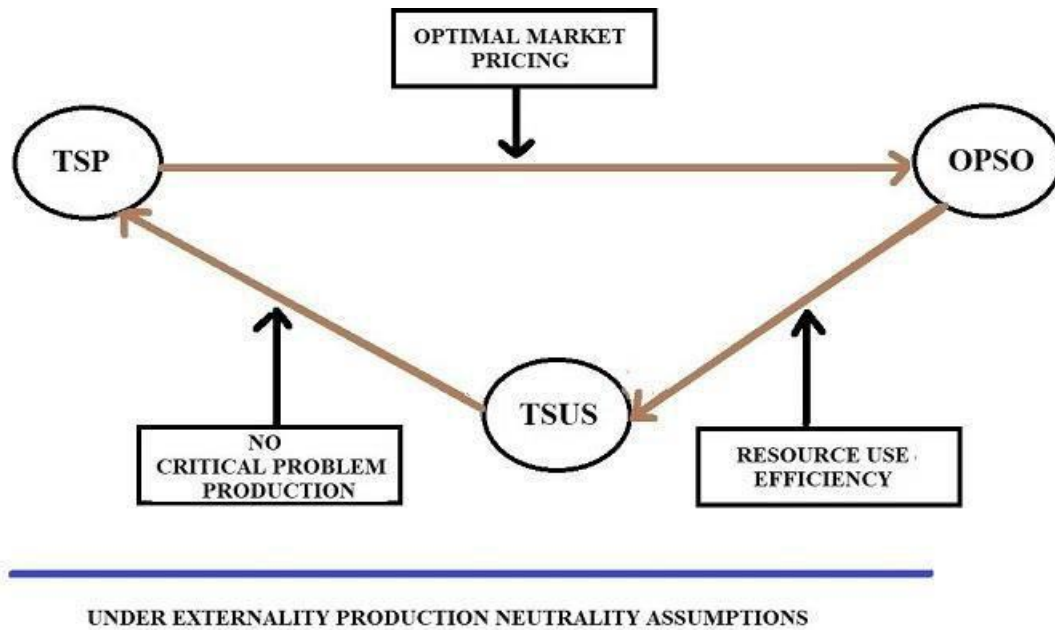 OPTIMAL MARKET
PRICING
TSP
OPSO
TSUS
NO
CRITICAL PROBLEM
PRODUCTION
RESOURCE USE
EFFICIENCY
UNDER EXTERNALITY PRODUCTION NEUTRALITY ASSUMPTIONS